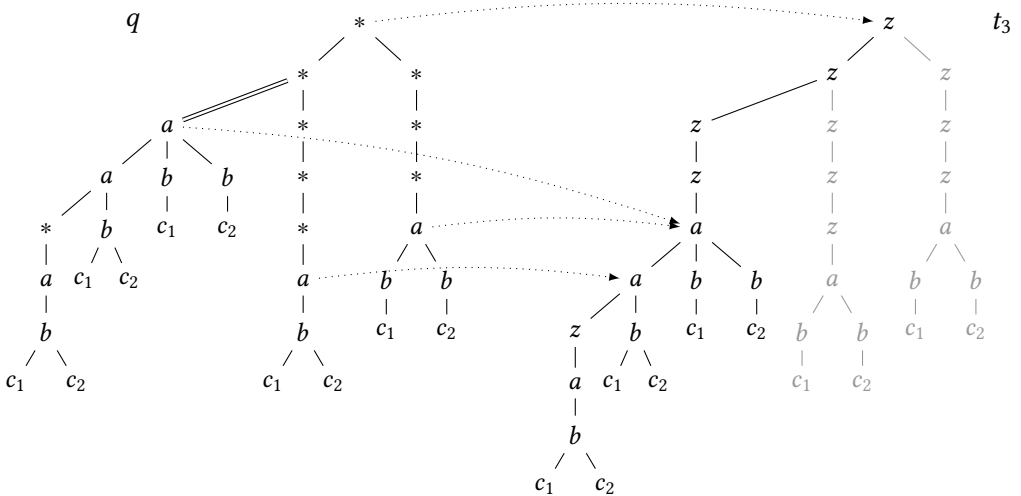 q * z t₃
* * z z
a * * z z z
a b b * * z z z
* b c₁ c₂ * a a z a
a c₁ c₂ a b b a b b a b b
b b c₁ c₂ z b c₁ c₂ b b c₁ c₂
c₁ c₂ c₁ c₂ a c₁ c₂ c₁ c₂
b
c₁ c₂